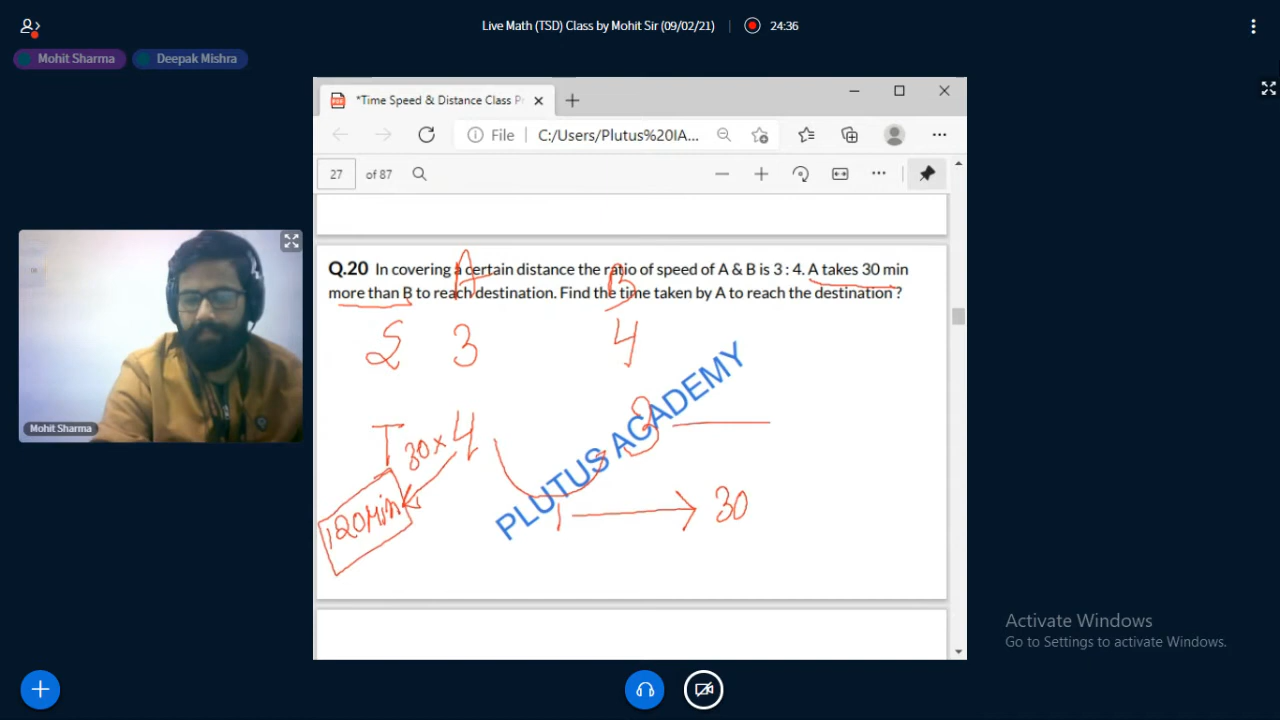 Live Math (TSD) Class by Mohit Sir (09/02/21)
24:36
Mohit Sharma
Deepak Mishra
*Time Speed & Distance Class Pr
File
C:/Users/Plutus%20IA...
27
of 87
Q.20 In covering a certain distance the ratio of speed of A & B is 3 : 4. A takes 30 min
more than B to reach destination. Find the time taken by A to reach the destination ?
A B
S 3 4
T 30 × 4 3
120 Min
1 → 30
PLUTUS ACADEMY
Mohit Sharma
Activate Windows
Go to Settings to activate Windows.